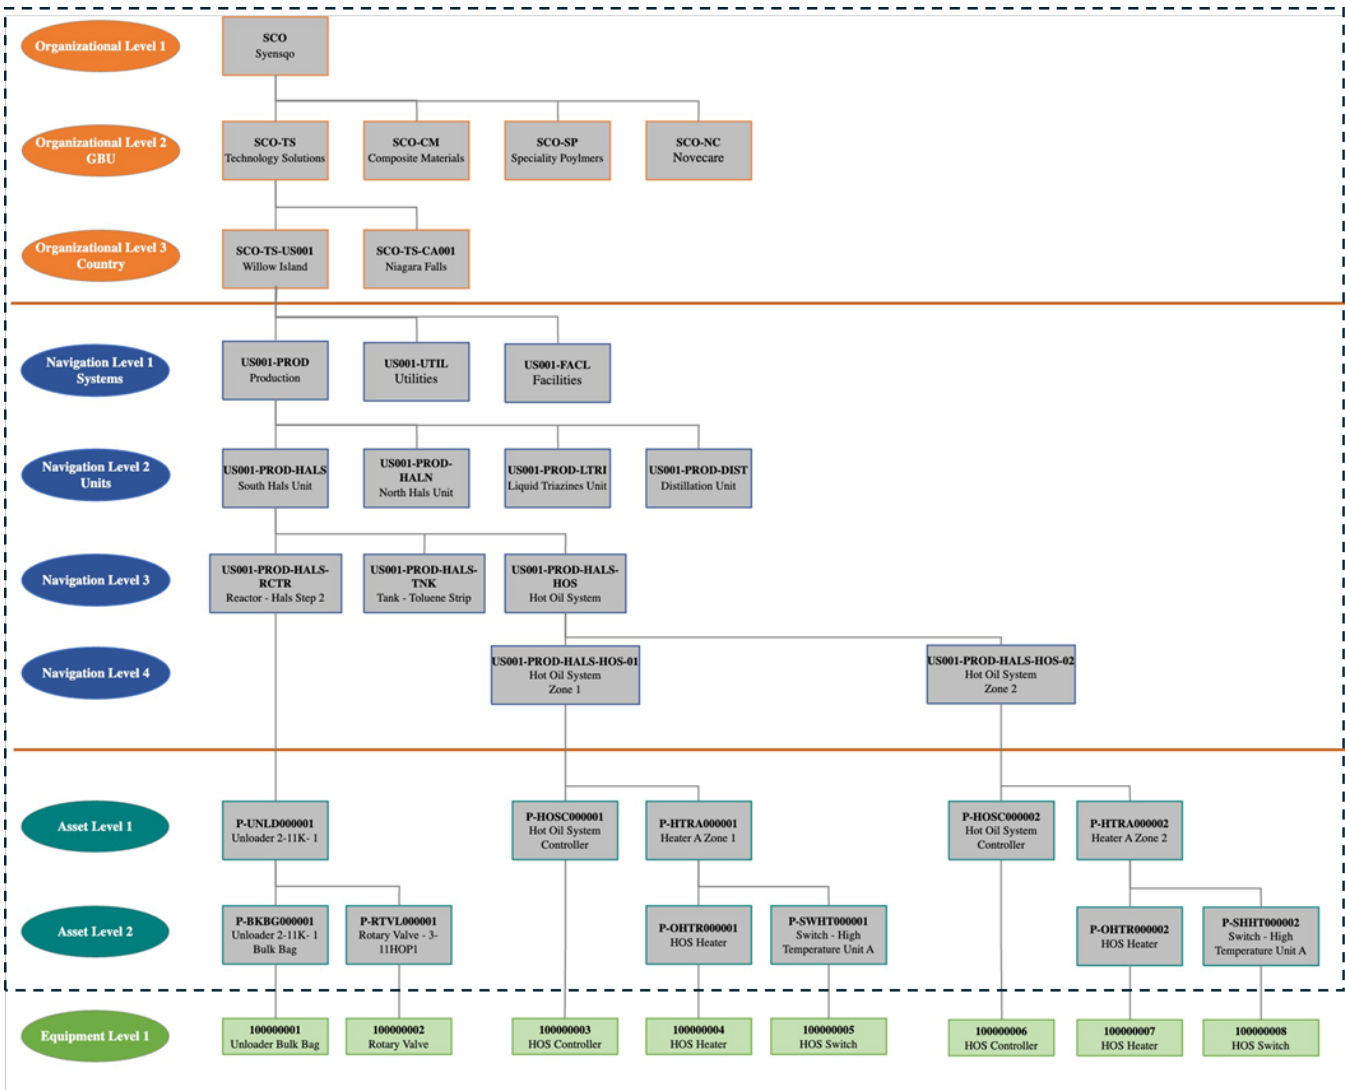 Organizational Level 1
SCO
Syensqo
Organizational Level 2
GBU
SCO-TS
Technology Solutions
SCO-CM
Composite Materials
SCO-SP
Speciality Poylmers
SCO-NC
Novecare
Organizational Level 3
Country
SCO-TS-US001
Willow Island
SCO-TS-CA001
Niagara Falls
Navigation Level 1
Systems
US001-PROD
Production
US001-UTIL
Utilities
US001-FACL
Facilities
Navigation Level 2
Units
US001-PROD-HALS
South Hals Unit
US001-PROD-
HALN
North Hals Unit
US001-PROD-LTRI
Liquid Triazines Unit
US001-PROD-DIST
Distillation Unit
Navigation Level 3
US001-PROD-HALS-
RCTR
Reactor - Hals Step 2
US001-PROD-HALS-
TNK
Tank - Toluene Strip
US001-PROD-HALS-
HOS
Hot Oil System
Navigation Level 4
US001-PROD-HALS-HOS-01
Hot Oil System
Zone 1
US001-PROD-HALS-HOS-02
Hot Oil System
Zone 2
Asset Level 1
P-UNLD000001
Unloader 2-11K- 1
P-HOSC000001
Hot Oil System
Controller
P-HTRA000001
Heater A Zone 1
P-HOSC000002
Hot Oil System
Controller
P-HTRA000002
Heater A Zone 2
Asset Level 2
P-BKBG000001
Unloader 2-11K- 1
Bulk Bag
P-RTVL000001
Rotary Valve - 3-
11HOP1
P-OHTR000001
HOS Heater
P-SWHT000001
Switch - High
Temperature Unit A
P-OHTR000002
HOS Heater
P-SHHT000002
Switch - High
Temperature Unit A
Equipment Level 1
100000001
Unloader Bulk Bag
100000002
Rotary Valve
100000003
HOS Controller
100000004
HOS Heater
100000005
HOS Switch
100000006
HOS Controller
100000007
HOS Heater
100000008
HOS Switch